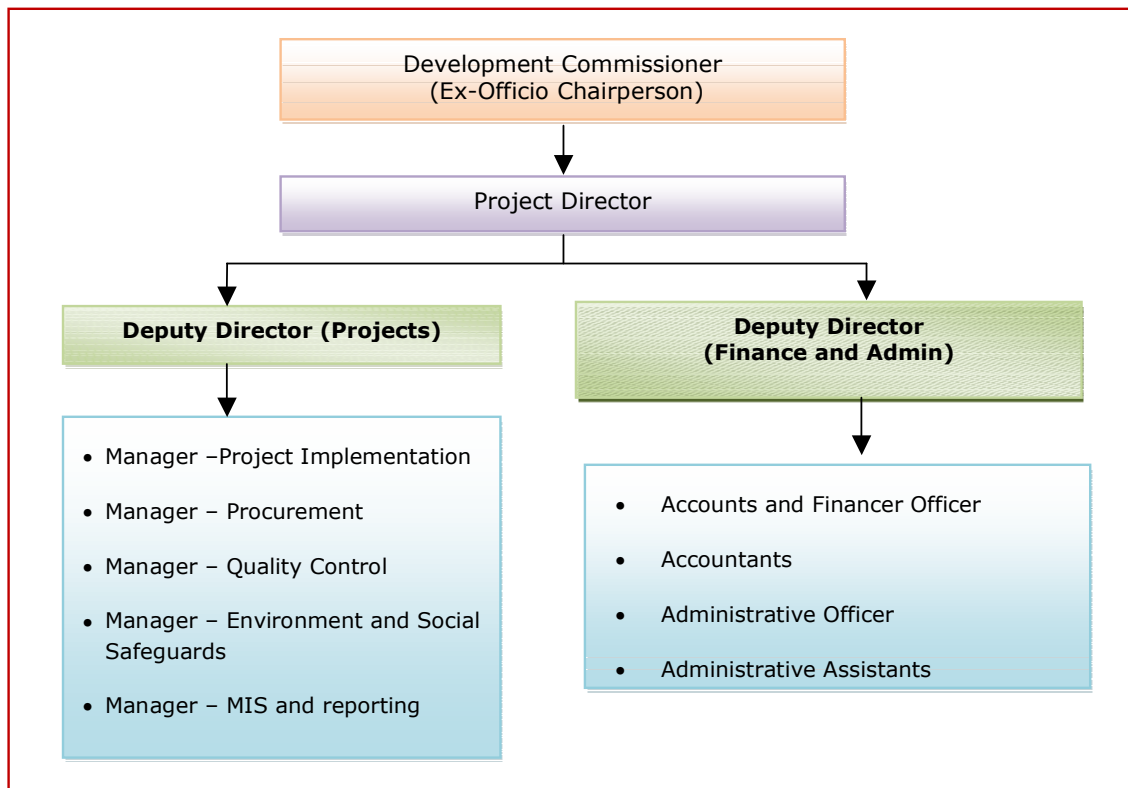 Development Commissioner
(Ex-Officio Chairperson)
Project Director
Deputy Director (Projects)
• Manager –Project Implementation
• Manager – Procurement
• Manager – Quality Control
• Manager – Environment and Social
Safeguards
• Manager – MIS and reporting
Deputy Director
(Finance and Admin)
• Accounts and Financer Officer
• Accountants
• Administrative Officer
• Administrative Assistants